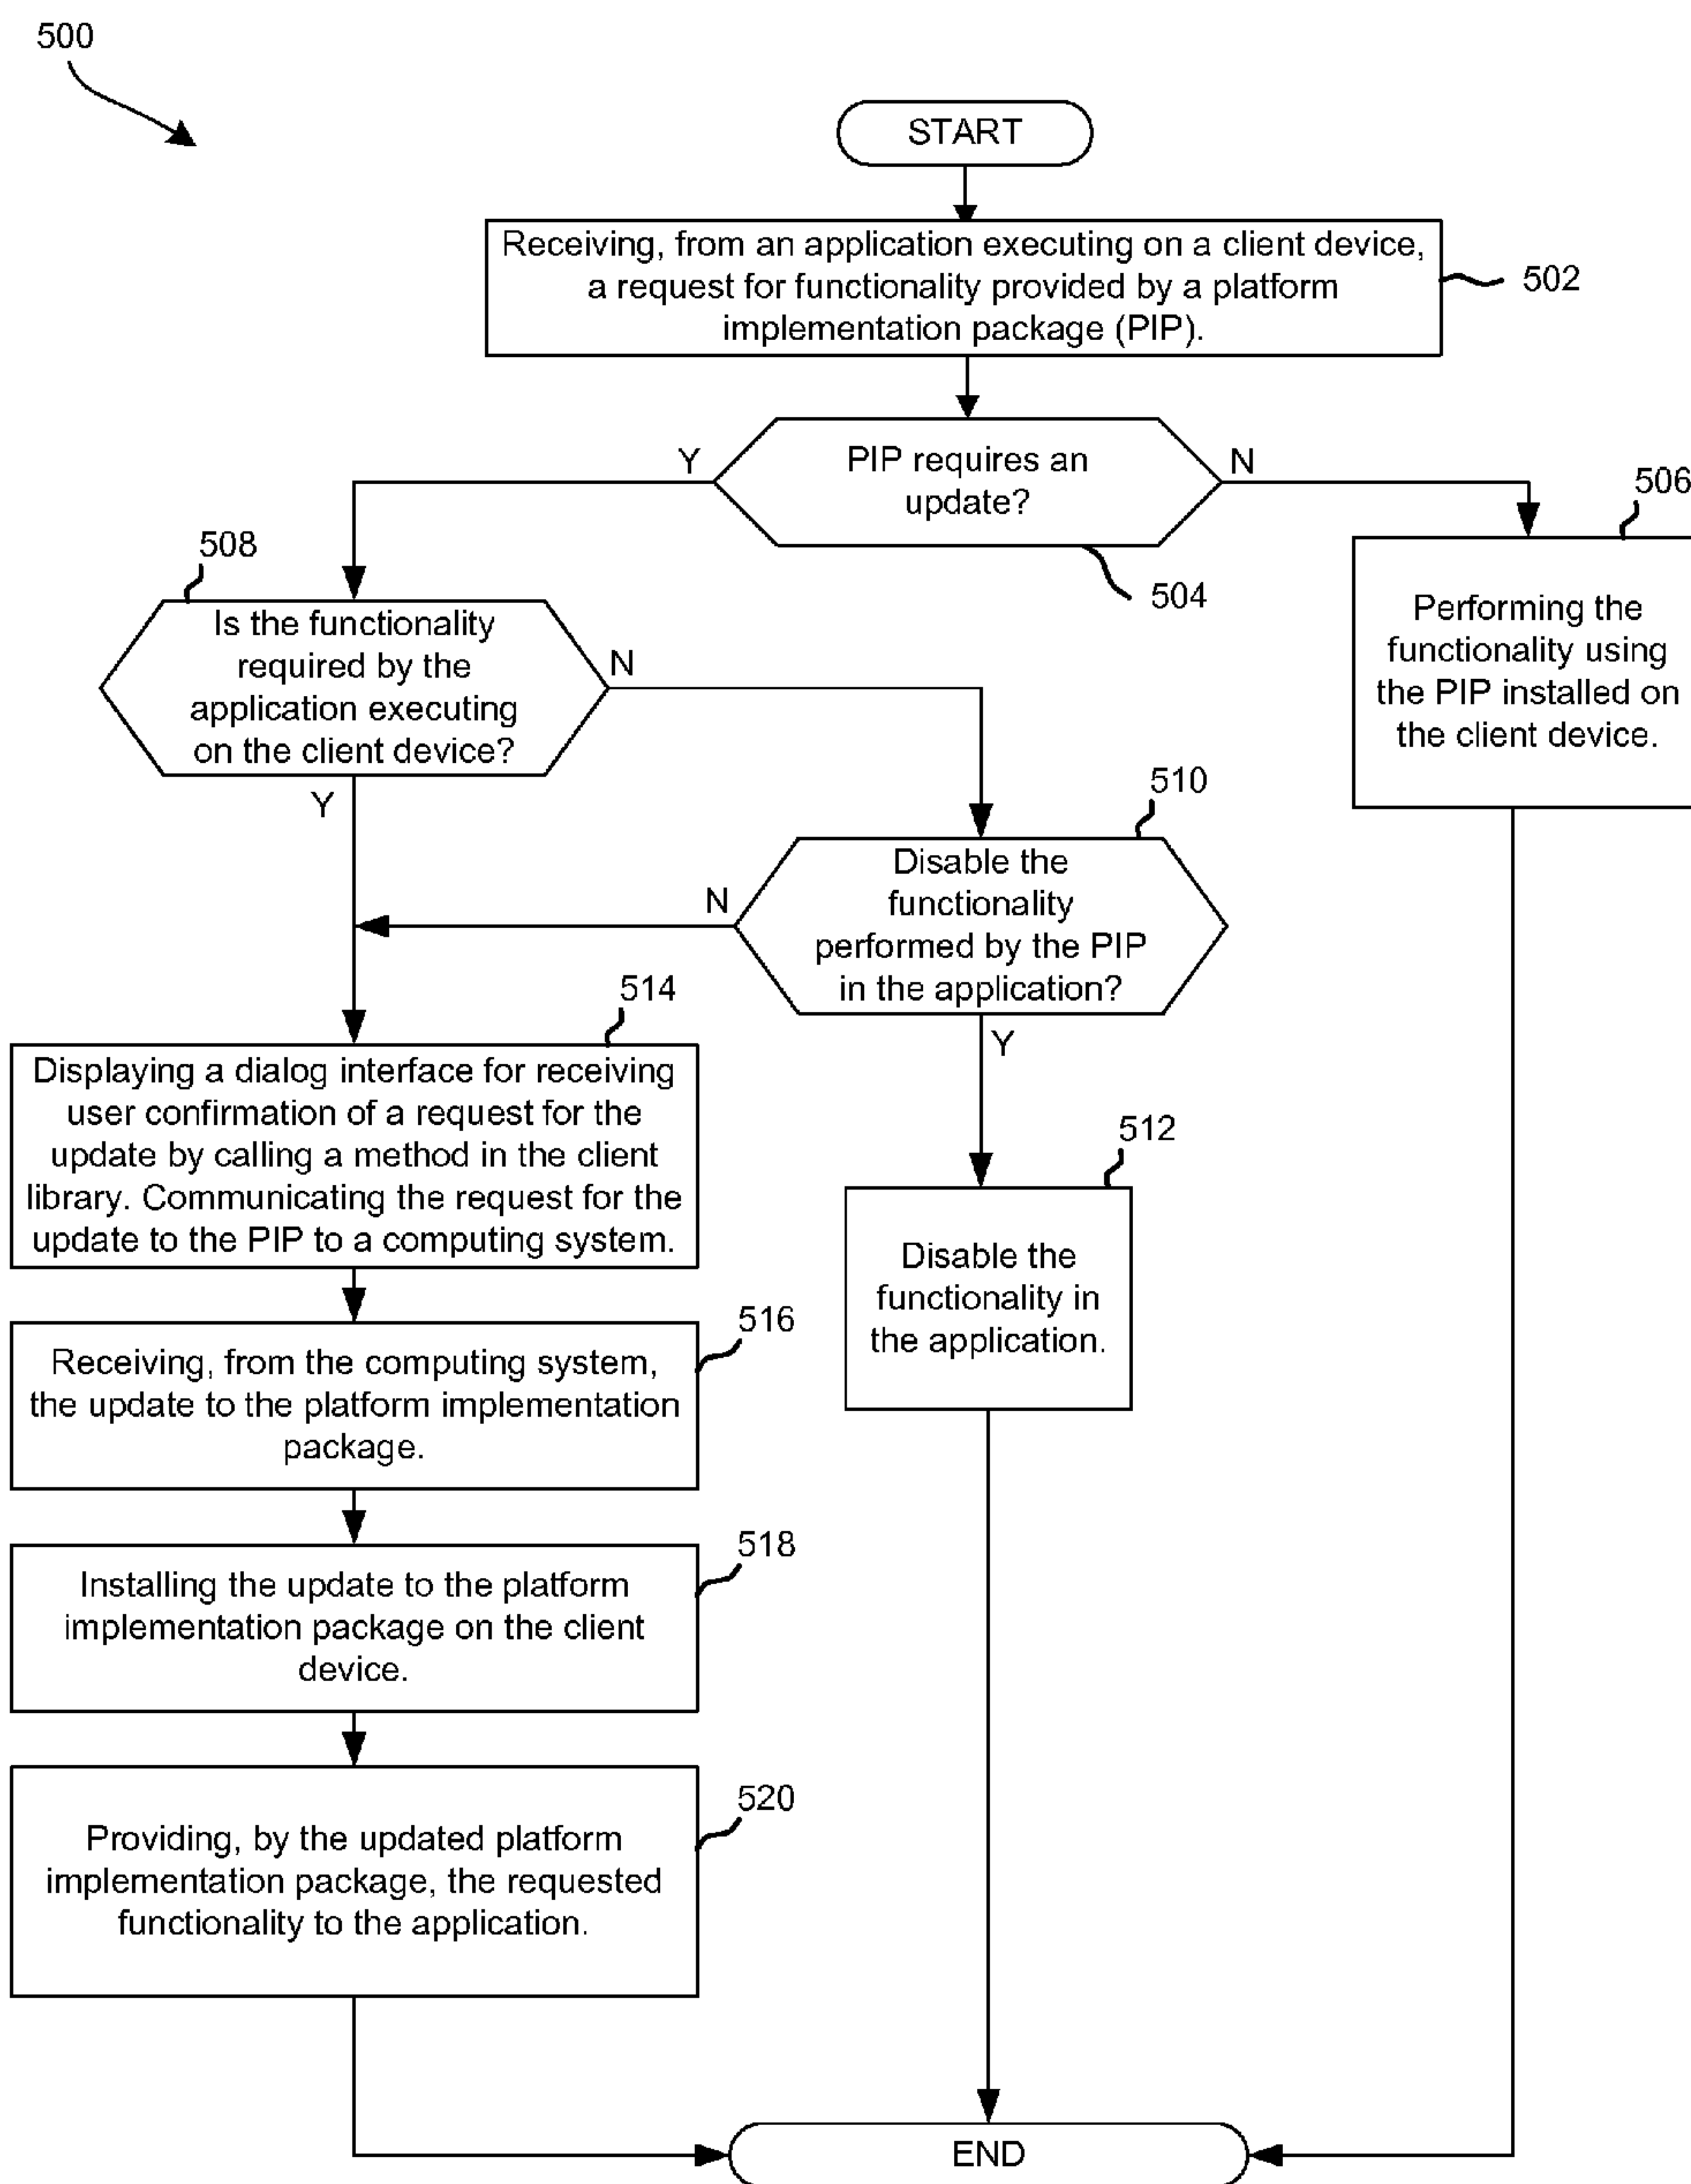 500
START
Receiving, from an application executing on a client device,
a request for functionality provided by a platform
implementation package (PIP).
502
PIP requires an
update?
Y
N
504
506
Performing the
functionality using
the PIP installed on
the client device.
508
Is the functionality
required by the
application executing
on the client device?
N
Y
510
Disable the
functionality
performed by the PIP
in the application?
N
Y
514
Displaying a dialog interface for receiving
user confirmation of a request for the
update by calling a method in the client
library. Communicating the request for the
update to the PIP to a computing system.
512
Disable the
functionality in
the application.
516
Receiving, from the computing system,
the update to the platform implementation
package.
518
Installing the update to the platform
implementation package on the client
device.
520
Providing, by the updated platform
implementation package, the requested
functionality to the application.
END